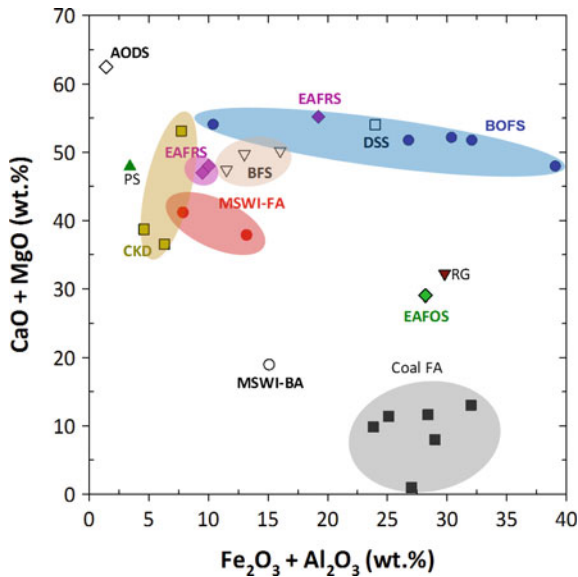 70
60
50
40
30
20
10
0
CaO + MgO (wt.%)
AODS
EAFRS
BOFS
DSS
EAFRS
BFS
PS
MSWI-FA
CKD
RG
EAFOS
MSWI-BA
Coal FA
0 5 10 15 20 25 30 35 40
Fe₂O₃ + Al₂O₃ (wt.%)